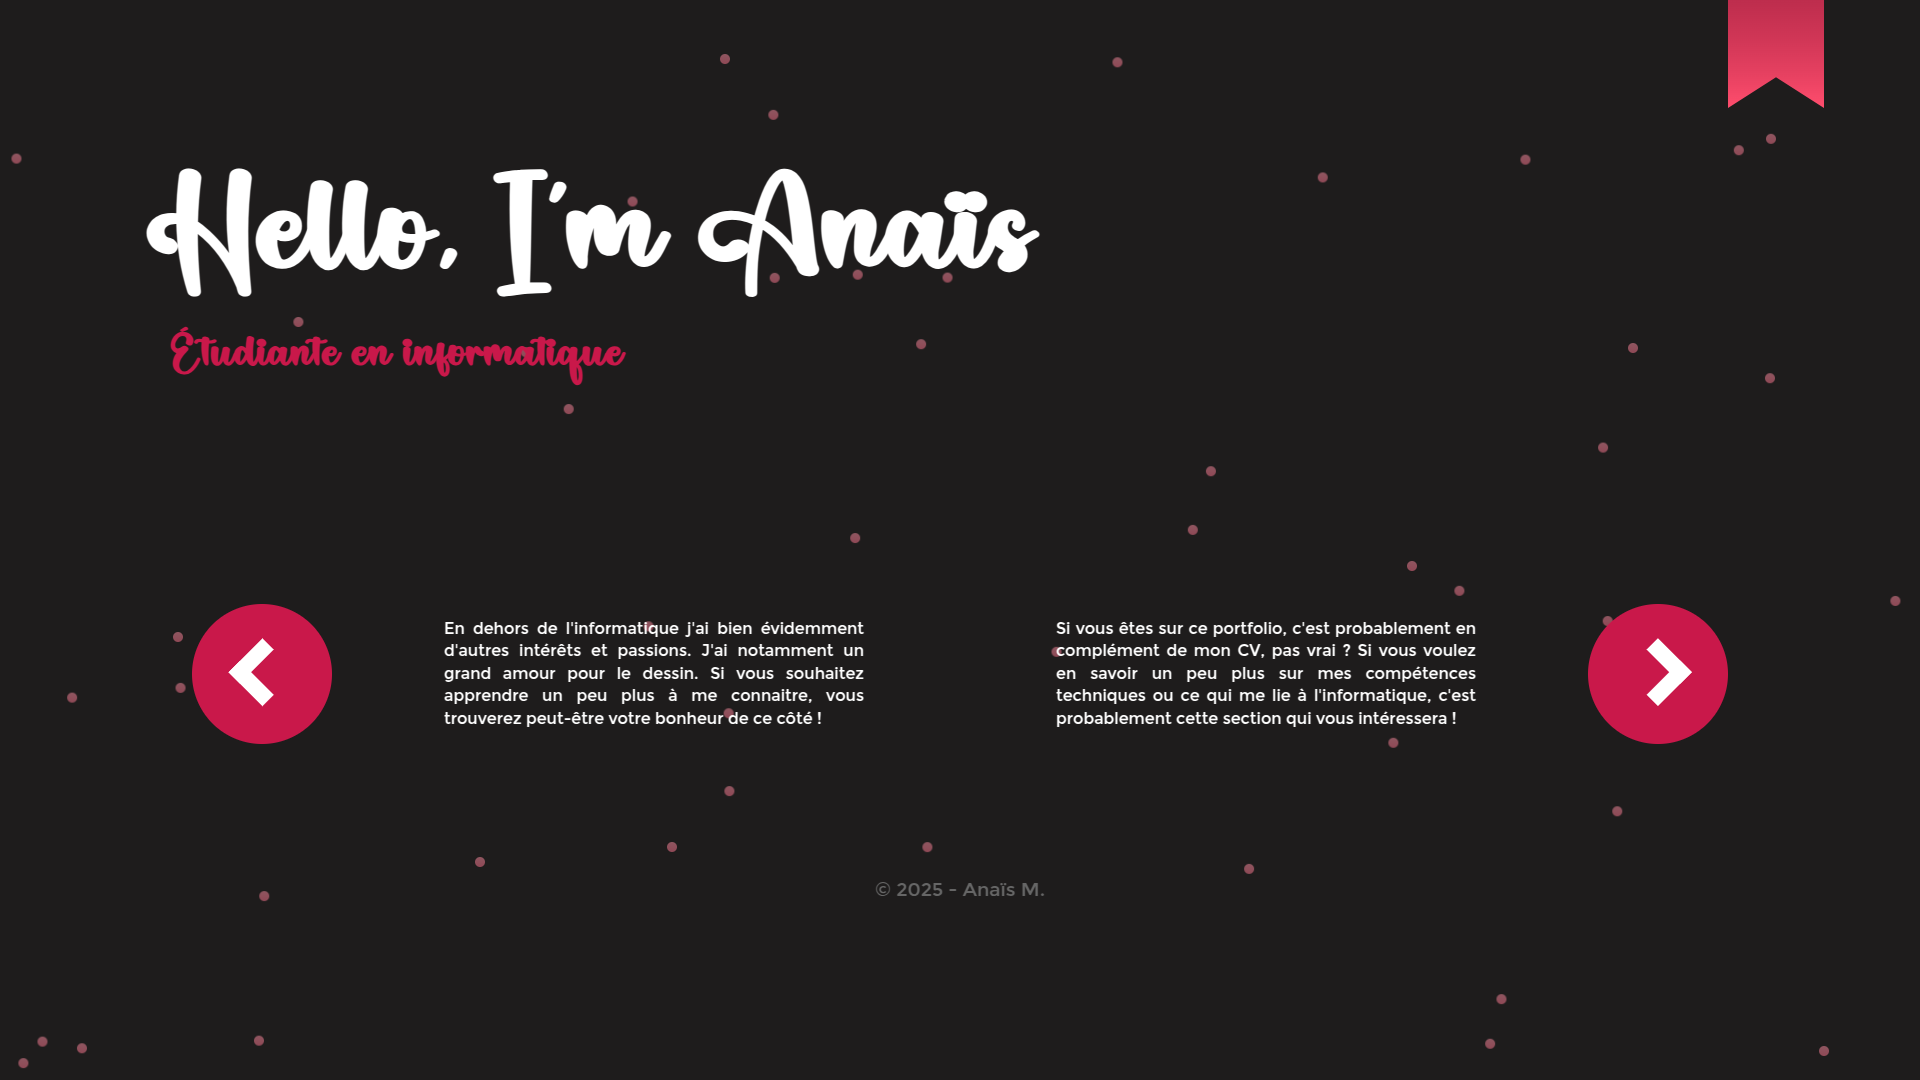 Hello, I'm Anaïs
Étudiante en informatique
En dehors de l'informatique j'ai bien évidemment
d'autres intérêts et passions. J'ai notamment un
grand amour pour le dessin. Si vous souhaitez
apprendre un peu plus à me connaitre, vous
trouverez peut-être votre bonheur de ce côté !
Si vous êtes sur ce portfolio, c'est probablement en
complément de mon CV, pas vrai ? Si vous voulez
en savoir un peu plus sur mes compétences
techniques ou ce qui me lie à l'informatique, c'est
probablement cette section qui vous intéressera !
© 2025 - Anaïs M.